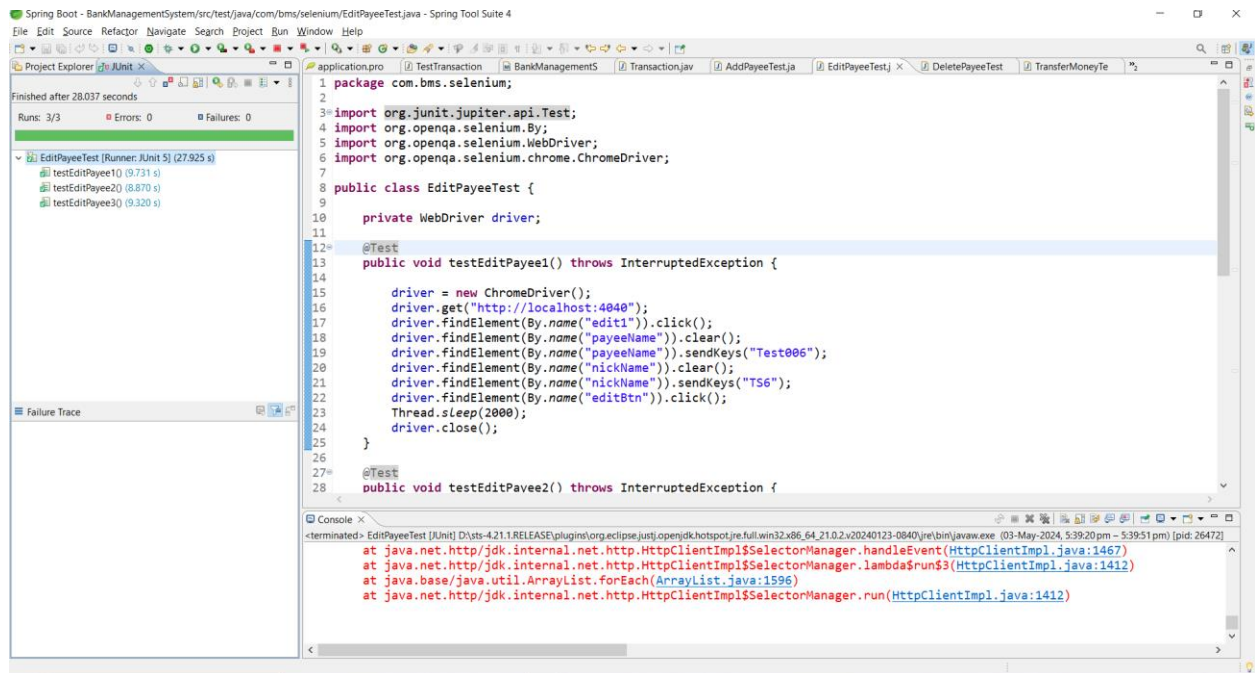 Spring Boot - BankManagementSystem/src/test/java/com/bms/selenium/EditPayeeTest.java - Spring Tool Suite 4
File Edit Source Refactor Navigate Search Project Run Window Help
Project Explorer JUnit
Finished after 28.037 seconds
Runs: 3/3 Errors: 0 Failures: 0
EditPayeeTest [Runner: JUnit 5] (27.925 s)
testEditPayee1() (9.731 s)
testEditPayee2() (8.870 s)
testEditPayee3() (9.320 s)
Failure Trace
application.pro TestTransaction BankManagementS Transaction.jav AddPayeeTest.ja EditPayeeTest.j DeletePayeeTest TransferMoneyTe »2
1 package com.bms.selenium;
2
3 import org.junit.jupiter.api.Test;
4 import org.openqa.selenium.By;
5 import org.openqa.selenium.WebDriver;
6 import org.openqa.selenium.chrome.ChromeDriver;
7
8 public class EditPayeeTest {
9
10 private WebDriver driver;
11
12 @Test
13 public void testEditPayee1() throws InterruptedException {
14
15 driver = new ChromeDriver();
16 driver.get("http://localhost:4040");
17 driver.findElement(By.name("edit1")).click();
18 driver.findElement(By.name("payeeName")).clear();
19 driver.findElement(By.name("payeeName")).sendKeys("Test006");
20 driver.findElement(By.name("nickName")).clear();
21 driver.findElement(By.name("nickName")).sendKeys("TS6");
22 driver.findElement(By.name("editBtn")).click();
23 Thread.sleep(2000);
24 driver.close();
25 }
26
27 @Test
28 public void testEditPayee2() throws InterruptedException {
Console
<terminated> EditPayeeTest [JUnit] D:\sts-4.21.1.RELEASE\plugins\org.eclipse.justj.openjdk.hotspot.jre.full.win32.x86_64_21.0.2.v20240123-0840\jre\bin\javaw.exe (03-May-2024, 5:39:20 pm – 5:39:51 pm) [pid: 26472]
at java.net.http/jdk.internal.net.http.HttpClientImpl$SelectorManager.handleEvent(HttpClientImpl.java:1467)
at java.net.http/jdk.internal.net.http.HttpClientImpl$SelectorManager.lambda$run$3(HttpClientImpl.java:1412)
at java.base/java.util.ArrayList.forEach(ArrayList.java:1596)
at java.net.http/jdk.internal.net.http.HttpClientImpl$SelectorManager.run(HttpClientImpl.java:1412)